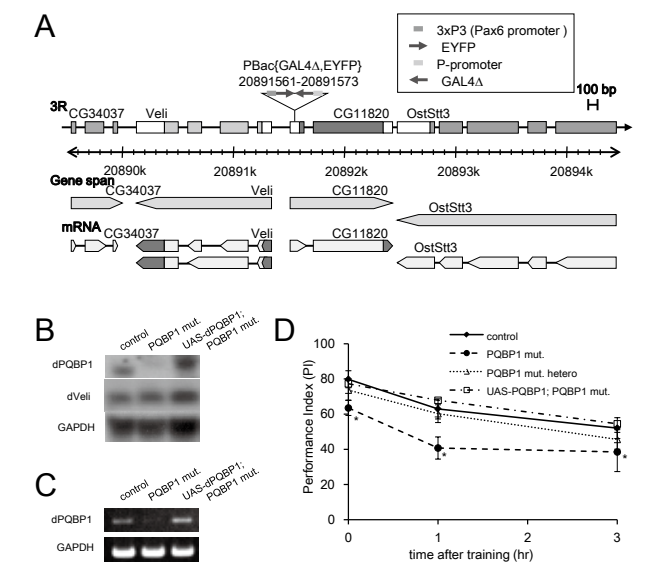 A
3xP3 (Pax6 promoter )
EYFP
P-promoter
GAL4Δ
PBac{GAL4Δ,EYFP}
20891561-20891573
100 bp
3R
CG34037
Veli
CG11820
OstStt3
20890k
20891k
20892k
20893k
20894k
Gene span
CG34037
Veli
CG11820
OstStt3
mRNA
CG34037
Veli
CG11820
OstStt3
B
control
PQBP1 mut.
UAS-dPQBP1;
PQBP1 mut.
dPQBP1
dVeli
GAPDH
C
control
PQBP1 mut.
UAS-dPQBP1;
PQBP1 mut.
dPQBP1
GAPDH
D
control
PQBP1 mut.
PQBP1 mut. hetero
UAS-PQBP1; PQBP1 mut.
Performance Index (PI)
100
80
60
40
20
0
*
*
*
0
1
2
3
time after training (hr)